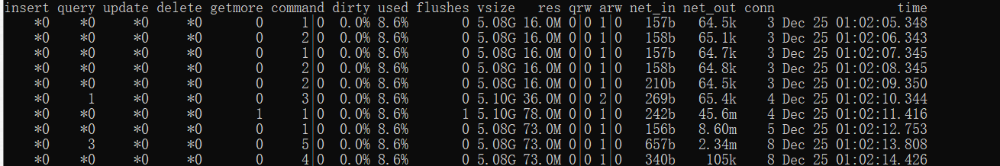 insert query update delete getmore command dirty used flushes vsize res qrw arw net_in net_out conn time
*0 *0 *0 *0 0 1|0 0.0% 8.6% 0 5.08G 16.0M 0|0 1|0 157b 64.5k 3 Dec 25 01:02:05.348
*0 *0 *0 *0 0 2|0 0.0% 8.6% 0 5.08G 16.0M 0|0 1|0 158b 65.1k 3 Dec 25 01:02:06.343
*0 *0 *0 *0 0 1|0 0.0% 8.6% 0 5.08G 16.0M 0|0 1|0 157b 64.7k 3 Dec 25 01:02:07.345
*0 *0 *0 *0 0 2|0 0.0% 8.6% 0 5.08G 16.0M 0|0 1|0 158b 64.8k 3 Dec 25 01:02:08.345
*0 *0 *0 *0 0 2|0 0.0% 8.6% 0 5.08G 16.0M 0|0 1|0 210b 64.5k 3 Dec 25 01:02:09.350
*0 1 *0 *0 0 3|0 0.0% 8.6% 0 5.10G 36.0M 0|0 2|0 269b 65.4k 4 Dec 25 01:02:10.344
*0 *0 *0 *0 1 1|0 0.0% 8.6% 1 5.10G 78.0M 0|0 1|0 242b 45.6m 4 Dec 25 01:02:11.416
*0 *0 *0 *0 0 1|0 0.0% 8.6% 0 5.08G 73.0M 0|0 1|0 156b 8.60m 5 Dec 25 01:02:12.753
*0 3 *0 *0 0 5|0 0.0% 8.6% 0 5.08G 73.0M 0|0 1|0 657b 2.34m 8 Dec 25 01:02:13.808
*0 *0 *0 *0 0 4|0 0.0% 8.6% 0 5.08G 73.0M 0|0 1|0 340b 105k 8 Dec 25 01:02:14.426